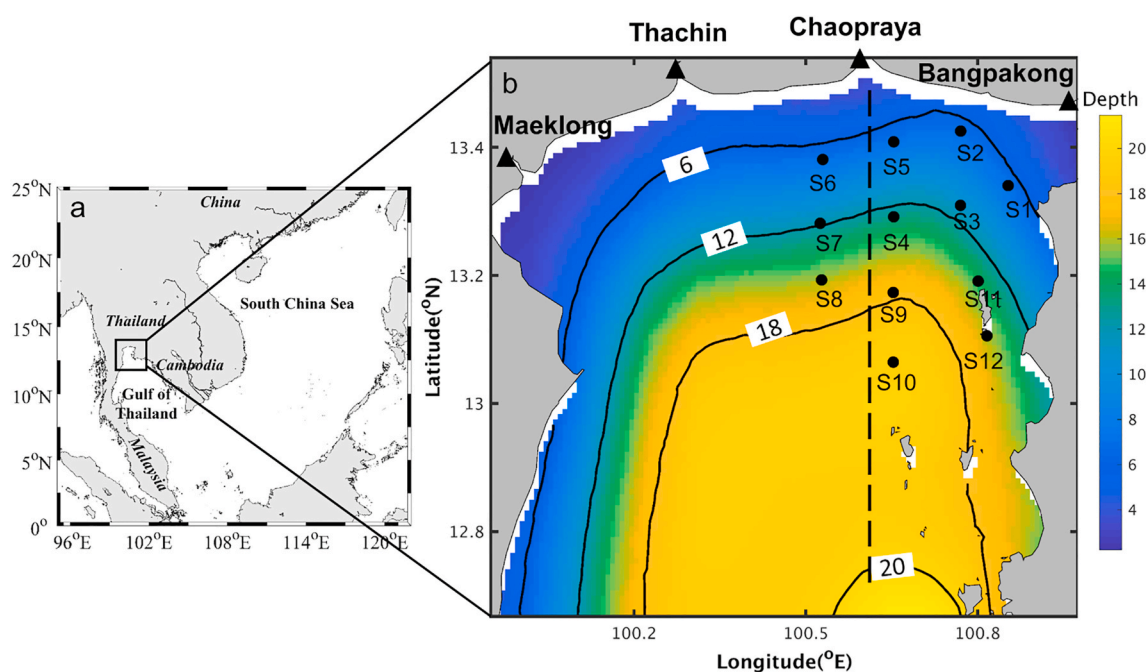 Thachin
Chaopraya
Bangpakong
Maeklong
Depth
b
13.4
13.2
13
12.8
Latitude(°N)
100.2
100.5
100.8
Longitude(°E)
6
12
18
20
S6
S5
S2
S1
S7
S4
S3
S8
S9
S11
S12
S10
20
18
16
14
12
10
8
6
4
a
25°N
20°N
15°N
10°N
5°N
0°
96°E
102°E
108°E
114°E
120°E
China
South China Sea
Thailand
Cambodia
Gulf of
Thailand
Malaysia